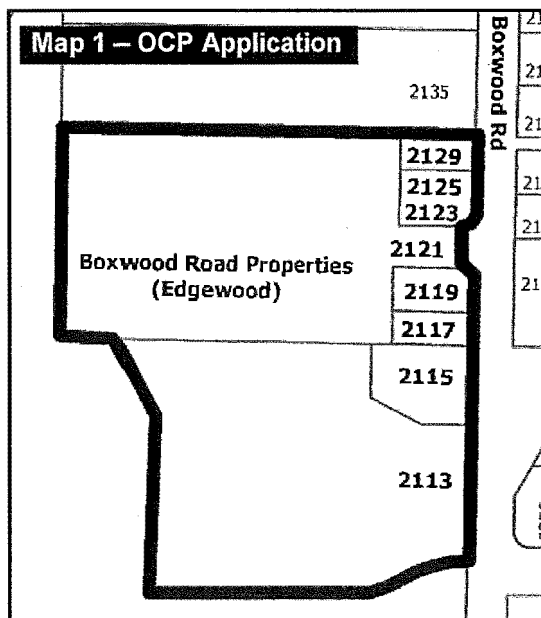 Map 1 – OCP Application
Boxwood Rd
2135
2129
2125
2123
2121
Boxwood Road Properties
(Edgewood)
2119
2117
2115
2113